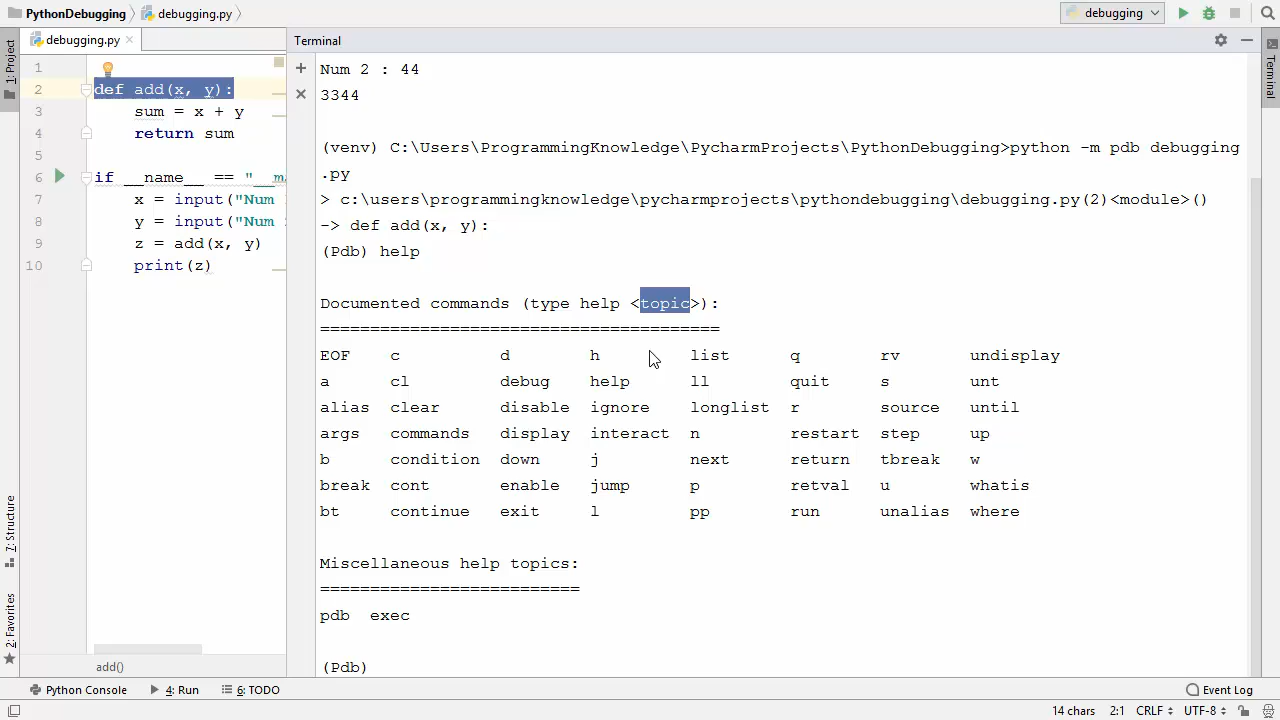 PythonDebugging debugging.py debugging
debugging.py
1: Project
1
2 def add(x, y):
3 sum = x + y
4 return sum
5
6 if __name__ == "__m
7 x = input("Num
8 y = input("Num
9 z = add(x, y)
10 print(z)
add()
7: Structure
2: Favorites
Terminal
Num 2 : 44
3344
(venv) C:\Users\ProgrammingKnowledge\PycharmProjects\PythonDebugging>python -m pdb debugging
.py
> c:\users\programmingknowledge\pycharmprojects\pythondebugging\debugging.py(2)<module>()
-> def add(x, y):
(Pdb) help
Documented commands (type help <topic>):
========================================
EOF c d h list q rv undisplay
a cl debug help ll quit s unt
alias clear disable ignore longlist r source until
args commands display interact n restart step up
b condition down j next return tbreak w
break cont enable jump p retval u whatis
bt continue exit l pp run unalias where
Miscellaneous help topics:
==========================
pdb exec
(Pdb)
Terminal
Python Console 4: Run 6: TODO Event Log
14 chars 2:1 CRLF UTF-8